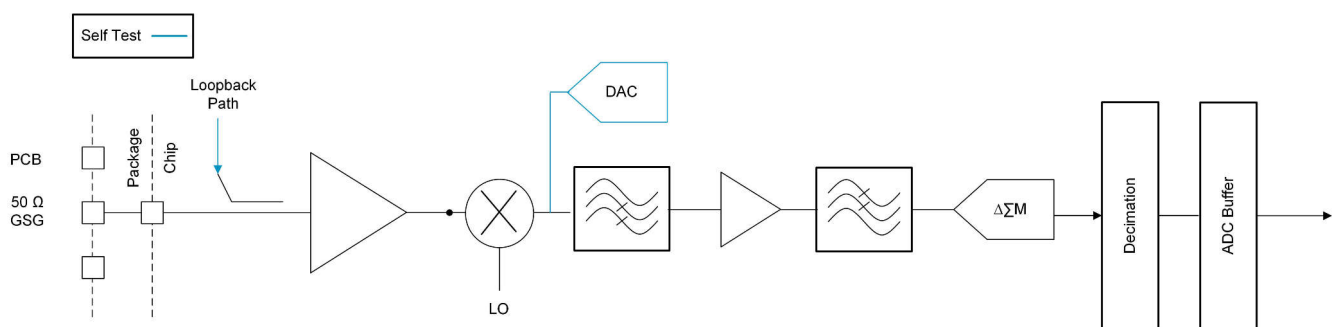 Self Test
Loopback
Path
DAC
PCB
Package
Chip
50 Ω
GSG
LO
ΔΣM
Decimation
ADC Buffer